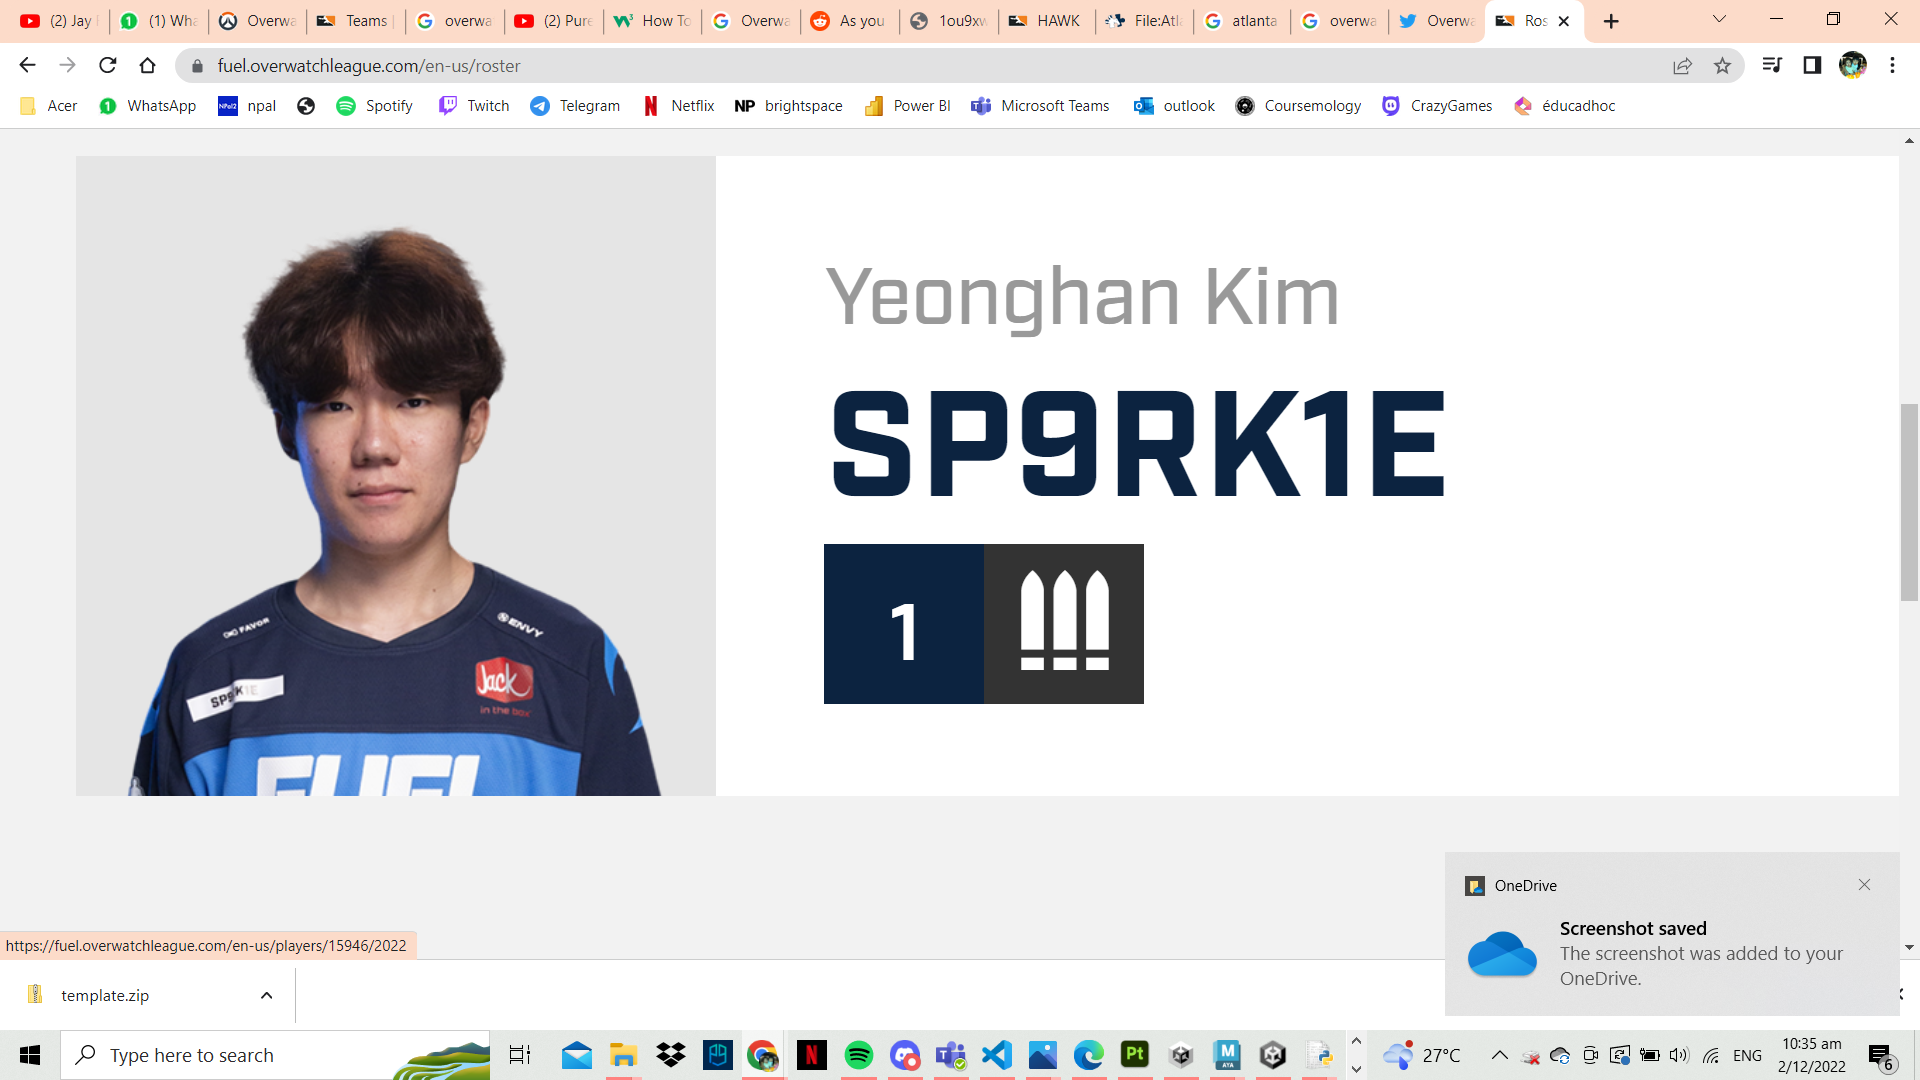 (2) Jay
(1) Wha
Overwa
Teams
overwa
(2) Pure
How To
Overwa
As you
1ou9xw
HAWK
File:Atla
atlanta
overwa
Overwa
Ros
fuel.overwatchleague.com/en-us/roster
Acer
WhatsApp
npal
Spotify
Twitch
Telegram
Netflix
NP brightspace
Power BI
Microsoft Teams
outlook
Coursemology
CrazyGames
éducadhoc
Yeonghan Kim
SP9RK1E
1
FAVOR
ENVY
SP9RK1E
Jack
in the box
FUEL
OneDrive
Screenshot saved
The screenshot was added to your
OneDrive.
https://fuel.overwatchleague.com/en-us/players/15946/2022
template.zip
Type here to search
Pt
M
AYA
27°C
ENG
10:35 am
2/12/2022
6